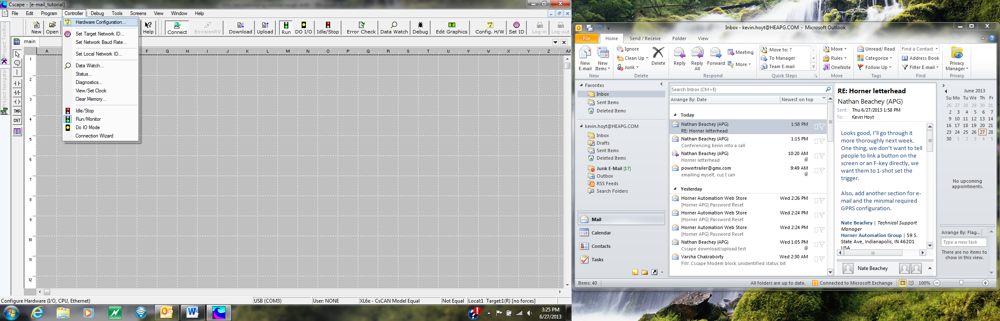 Cscape - [e-mail_tutorial]
File Edit Program Controller Debug Tools Screens View Window Help
New Open Help Connect EnvisionRV Download Upload Run DO I/O Idle/Stop Error Check Data Watch Debug Edit Graphics Config. H/W Set ID Log-in Log-out
Hardware Configuration...
Set Target Network ID...
Set Network Baud Rate...
Set Local Network ID...
Data Watch...
Status...
Diagnostics...
View/Set Clock
Clear Memory...
Idle/Stop
Run/Monitor
Do IO Mode
Connection Wizard
main
Project Toolbox
Project Navigator
TMR
CNT
A F G H I J K L M N O P Q R S T U V W X Y Z AA
1
2
3
4
5
6
7
8
9
10
11
12
Configure Hardware (I/O, CPU, Ethernet) USB (COM3) User: NONE XL6e - CsCAN Model Equal Not Equal Local:1 Target:1(R) [no forces]
3:25 PM
6/27/2013
Inbox - kevin.hoyt@HEAPG.COM - Microsoft Outlook
File Home Send / Receive Folder View
New E-mail
New Items
New
Ignore
Clean Up
Junk
Delete
Delete
Reply
Reply All
Forward
Meeting
More
Respond
Move to: ?
To Manager
Team E-mail
Quick Steps
Move
Rules
OneNote
Move
Unread/ Read
Categorize
Follow Up
Tags
Find a Contact
Address Book
Filter E-mail
Find
Privacy Manager
Privacy
Favorites
Inbox
Sent Items
Deleted Items
kevin.hoyt@HEAPG.COM
Inbox
Drafts
Sent Items
Deleted Items
Junk E-Mail [17]
Outbox
RSS Feeds
Search Folders
Mail
Calendar
Contacts
Tasks
Search Inbox (Ctrl+E)
Arrange By: Date Newest on top
Today
Nathan Beachey (APG) 1:58 PM
RE: Horner letterhead
Nathan Beachey (APG) 1:15 PM
Conferencing Kevin into a call
Nathan Beachey (APG) 10:20 AM
Horner letterhead
powertrailer@gmx.com 9:49 AM
emailing myself, cuz I can
Yesterday
Horner Automation Web Store Wed 2:26 PM
[Horner APG] Password Reset
Horner Automation Web Store Wed 2:24 PM
[Horner APG] Password Reset
Horner Automation Web Store Wed 2:24 PM
[Horner APG] Password Reset
Nathan Beachey (APG) Wed 1:05 PM
Cscape download/upload test
Varsha Chakraborty Wed 2:30 AM
FW: Cscape Modem block unidentified status bit
RE: Horner letterhead
Nathan Beachey (APG)
Sent: Thu 6/27/2013 1:58 PM
To: Kevin Hoyt
Looks good, I'll go through it
more thoroughly next week.
One thing, we don't want to tell
people to link a button on the
screen or an F-key directly, we
want them to 1-shot set the
trigger.
Also, add another section for e-
mail and the minimal required
GPRS configuration.
Nate Beachey | Technical Support
Manager
Horner Automation Group | 59 S.
State Ave, Indianapolis, IN 46201
USA
Nate Beachey
June 2013
Su Mo Tu We Th Fr
26 27 28 29 30 31
2 3 4 5 6 7
9 10 11 12 13 14
16 17 18 19 20 21
23 24 25 26 27 28
30 1 2 3 4 5
No upcoming
appointments.
Arrange By: Flag...
Type a new task
There are no items to
show in this view.
Items: 40 All folders are up to date. Connected to Microsoft Exchange 100%